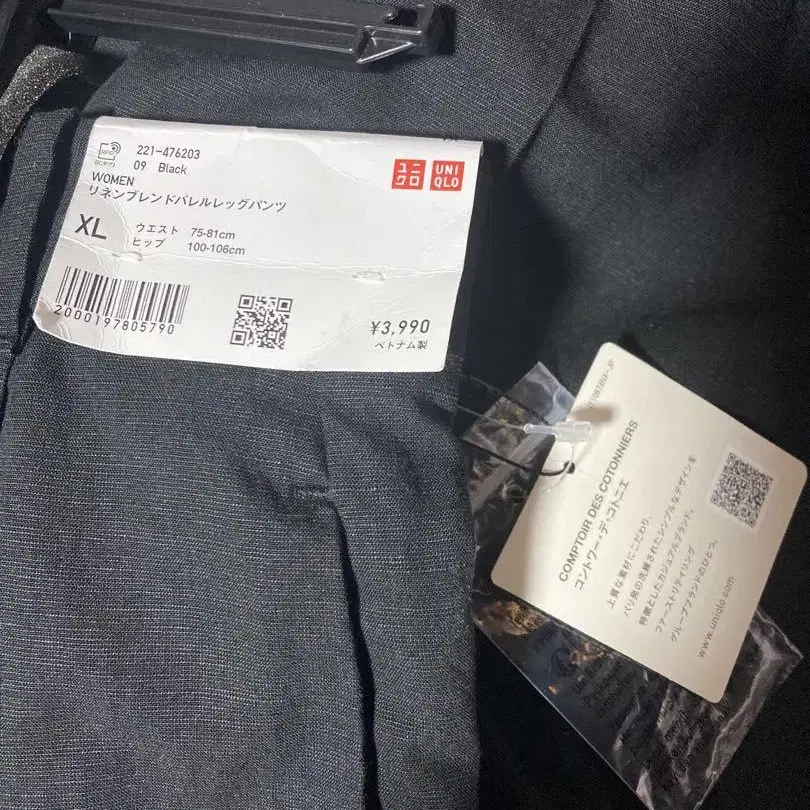 221-476203
09 Black
WOMEN
リネンブレンドバレルレッグパンツ
XL
ウエスト 75-81cm
ヒップ 100-106cm
2000197805790
¥3,990
ベトナム製
ユニ
クロ
UNI
QLO
COMPTOIR DES COTONNIERS
コントワー・デ・コトニエ
上質な素材にこだわり、
パリ発の洗練されたシンプルなデザインを
特徴としたカジュアルブランド。
ファーストリテイリング
グループブランドのひとつ。
www.uniqlo.com